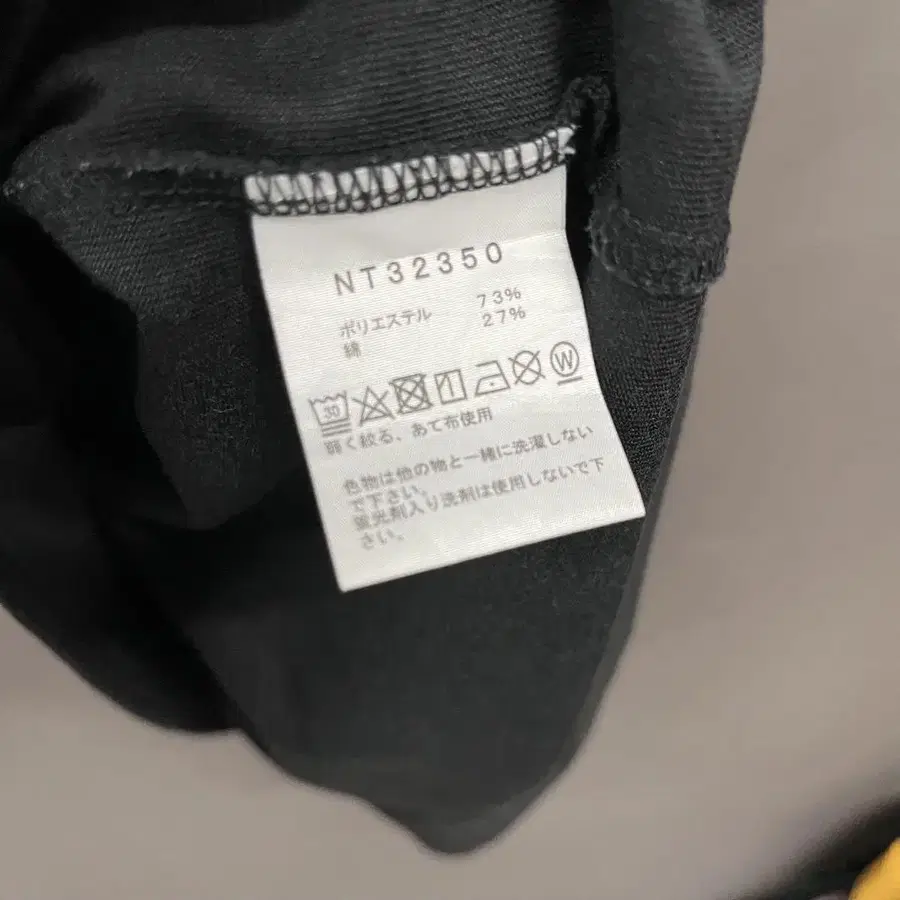 NT32350
ポリエステル 73%
綿 27%
30 W
弱く絞る、あて布使用
色物は他の物と一緒に洗濯しない
で下さい。
蛍光剤入り洗剤は使用しないで下
さい。